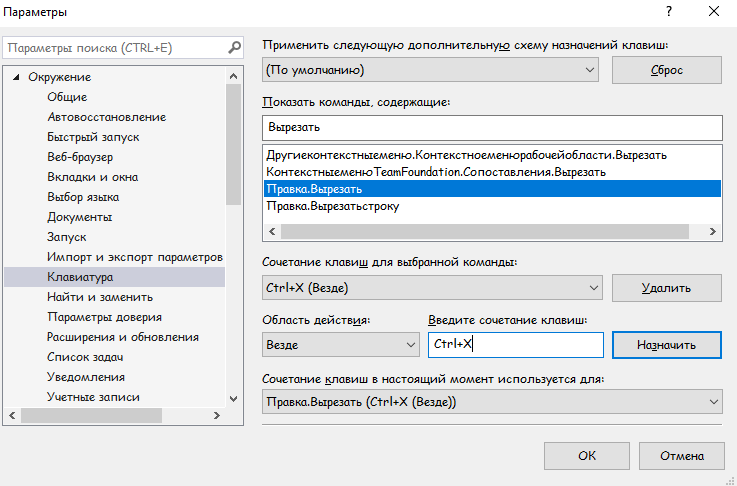 Параметры
Параметры поиска (CTRL+E)
Окружение
Общие
Автовосстановление
Быстрый запуск
Веб-браузер
Вкладки и окна
Выбор языка
Документы
Запуск
Импорт и экспорт параметров
Клавиатура
Найти и заменить
Параметры доверия
Расширения и обновления
Список задач
Уведомления
Учетные записи
Применить следующую дополнительную схему назначений клавиш:
(По умолчанию)
Сброс
Показать команды, содержащие:
Вырезать
Другиеконтекстныеменю.Контекстноеменюрабочейобласти.Вырезать
КонтекстныеменюTeamFoundation.Сопоставления.Вырезать
Правка.Вырезать
Правка.Вырезатьстроку
Сочетание клавиш для выбранной команды:
Ctrl+X (Везде)
Удалить
Область действия:
Введите сочетание клавиш:
Везде
Ctrl+X
Назначить
Сочетание клавиш в настоящий момент используется для:
Правка.Вырезать (Ctrl+X (Везде))
ОК
Отмена